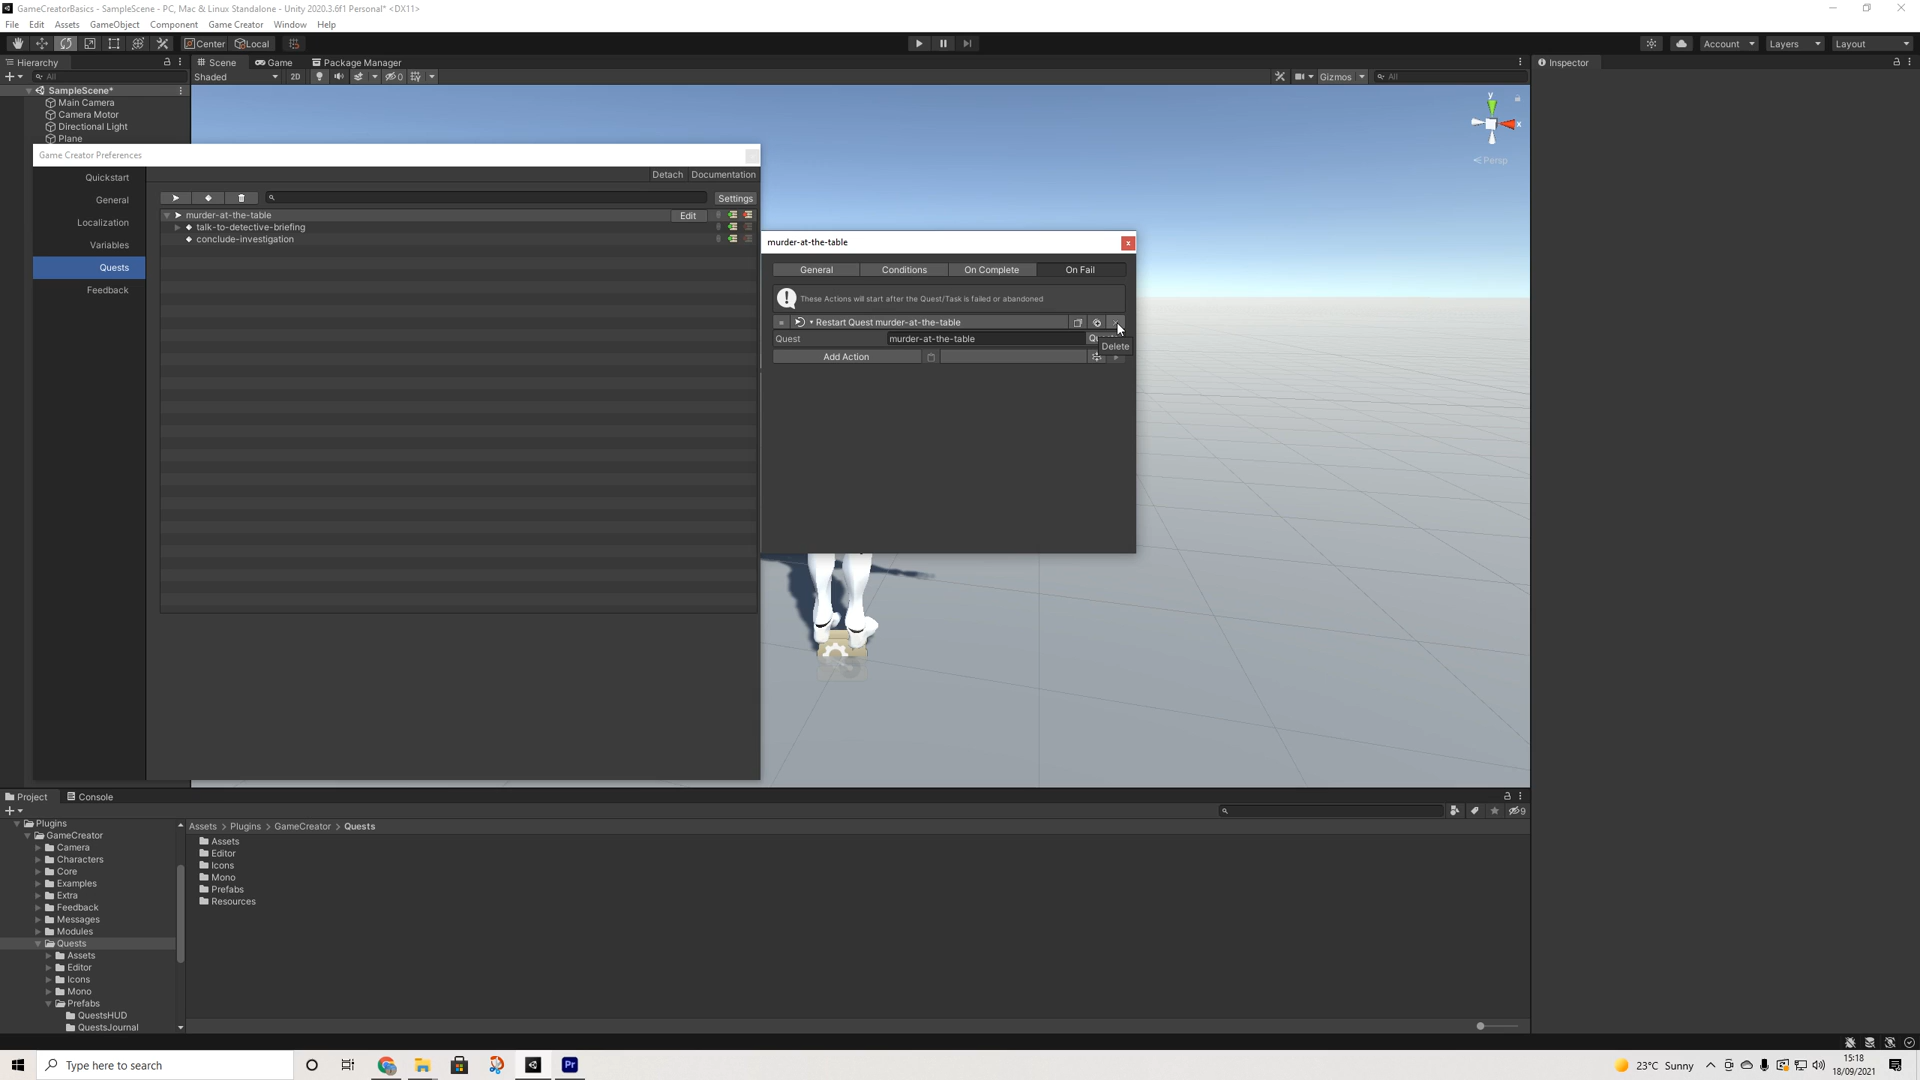 GameCreatorBasics - SampleScene - PC, Mac & Linux Standalone - Unity 2020.3.6f1 Personal* <DX11>
File Edit Assets GameObject Component Game Creator Window Help
Center Local Account Layers Layout
Hierarchy Scene Game Package Manager Inspector
All Shaded 2D 0 Gizmos All
SampleScene*
Main Camera
Camera Motor
Directional Light
Plane
y
x
Persp
Game Creator Preferences
Detach Documentation
Quickstart
General
Localization
Variables
Quests
Feedback
Settings
murder-at-the-table Edit
talk-to-detective-briefing
conclude-investigation
murder-at-the-table x
General Conditions On Complete On Fail
These Actions will start after the Quest/Task is failed or abandoned
Restart Quest murder-at-the-table
Quest murder-at-the-table
Delete
Add Action
Project Console
9
Plugins
GameCreator
Camera
Characters
Core
Examples
Extra
Feedback
Messages
Modules
Quests
Assets
Editor
Icons
Mono
Prefabs
QuestsHUD
QuestsJournal
Assets > Plugins > GameCreator > Quests
Assets
Editor
Icons
Mono
Prefabs
Resources
Type here to search
Pr
23°C Sunny
15:18
18/09/2021